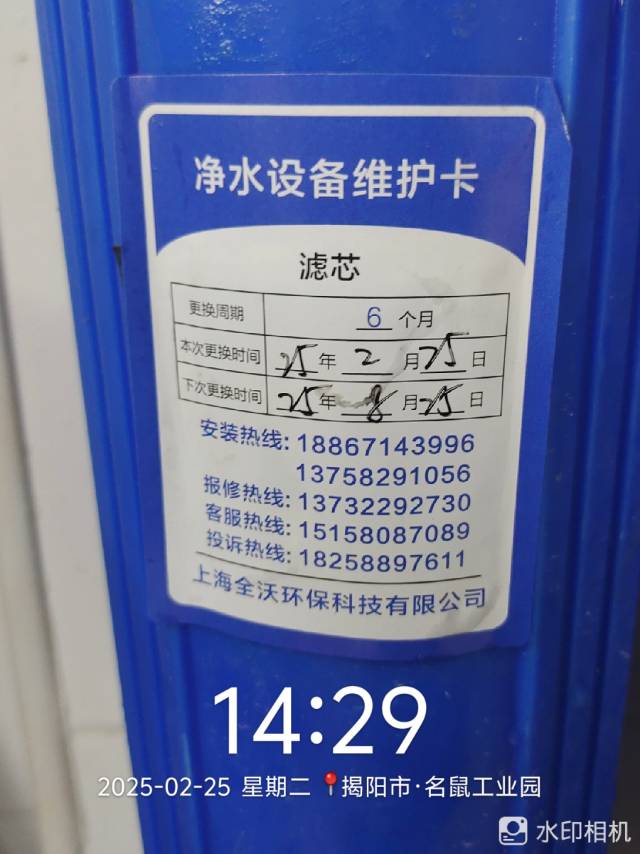 净水设备维护卡
滤芯
更换周期 6 个月
本次更换时间 25 年 2 月 25 日
下次更换时间 25 年 8 月 25 日
安装热线: 18867143996
13758291056
报修热线: 13732292730
客服热线: 15158087089
投诉热线: 18258897611
上海全沃环保科技有限公司
14:29
2025-02-25 星期二 📍揭阳市·名鼠工业园
水印相机